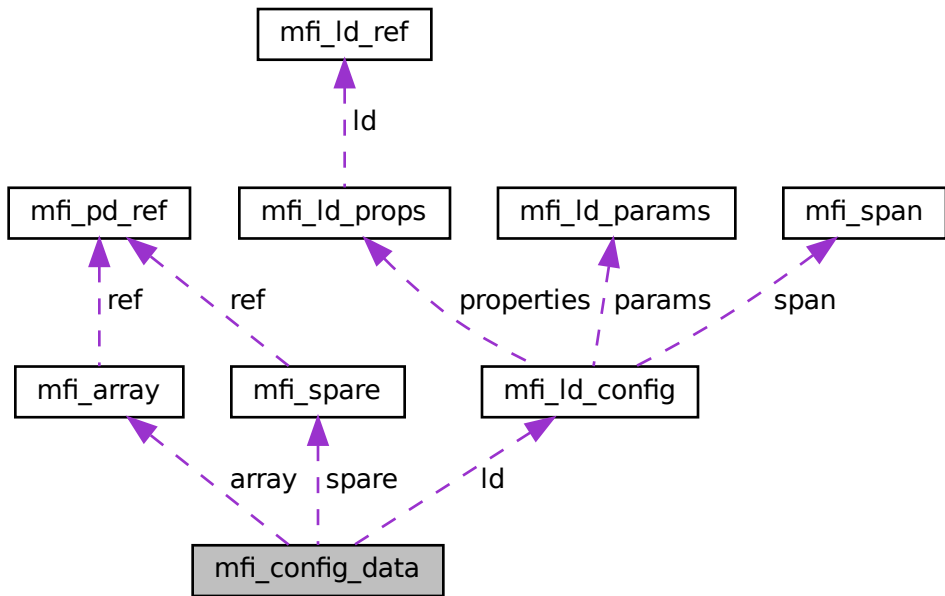 mfi_ld_ref
ld
mfi_pd_ref
mfi_ld_props
mfi_ld_params
mfi_span
ref
ref
properties
params
span
mfi_array
mfi_spare
mfi_ld_config
array
spare
ld
mfi_config_data